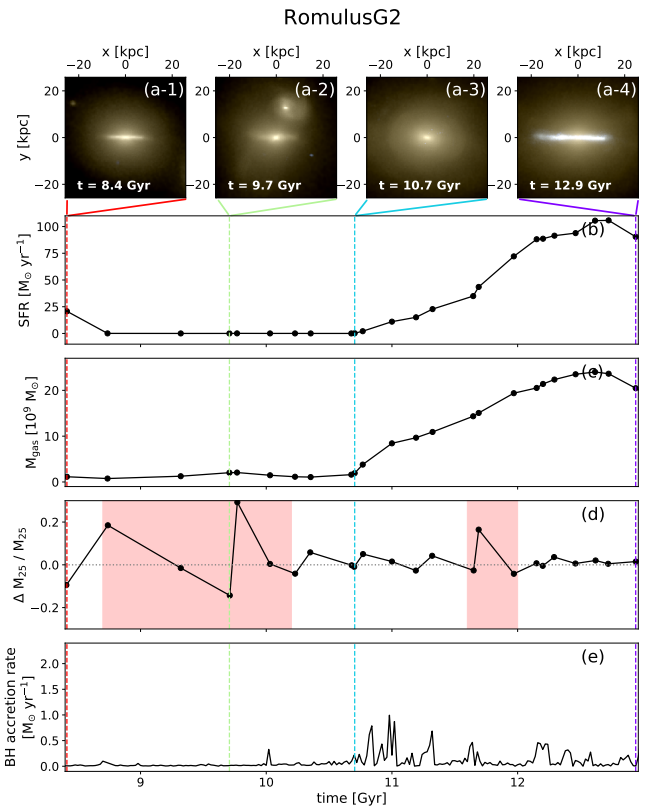 RomulusG2
x [kpc] x [kpc] x [kpc] x [kpc]
−20 0 20 −20 0 20 −20 0 20 −20 0 20
(a-1) (a-2) (a-3) (a-4)
20
0
−20
y [kpc]
t = 8.4 Gyr t = 9.7 Gyr t = 10.7 Gyr t = 12.9 Gyr
(b)
100
75
50
25
0
SFR [M⊙ yr−1]
(c)
20
10
0
Mgas [10^9 M⊙]
(d)
0.2
0.0
−0.2
Δ M25 / M25
(e)
2.0
1.5
1.0
0.5
0.0
BH accretion rate
[M⊙ yr−1]
9 10 11 12
time [Gyr]